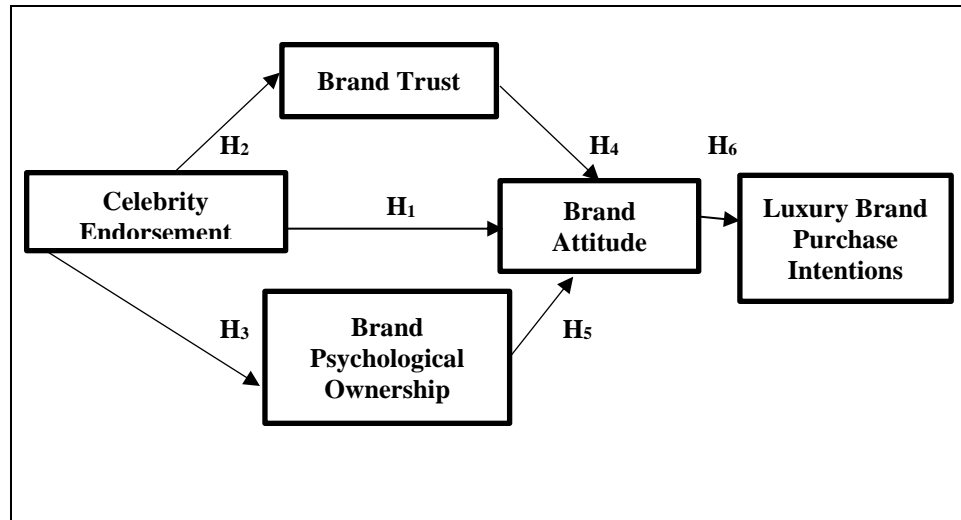 Brand Trust
H2
H4
H6
Celebrity
Endorsement
H1
Brand
Attitude
Luxury Brand
Purchase
Intentions
H3
Brand
Psychological
Ownership
H5